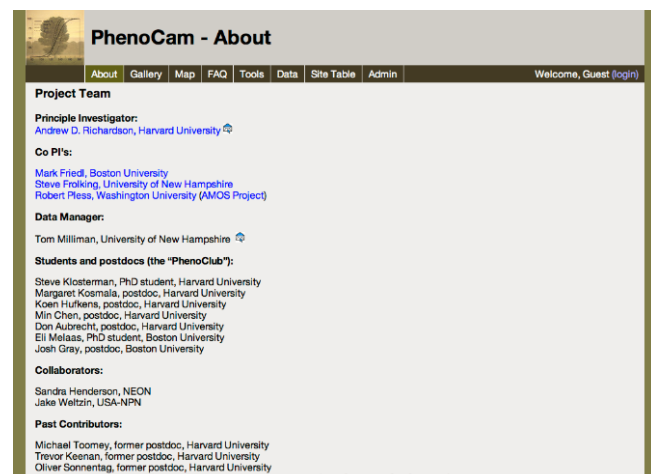 PhenoCam - About
About Gallery Map FAQ Tools Data Site Table Admin Welcome, Guest (login)
Project Team
Principle Investigator:
Andrew D. Richardson, Harvard University
Co PI's:
Mark Friedl, Boston University
Steve Frolking, University of New Hampshire
Robert Pless, Washington University (AMOS Project)
Data Manager:
Tom Milliman, University of New Hampshire
Students and postdocs (the "PhenoClub"):
Steve Klosterman, PhD student, Harvard University
Margaret Kosmala, postdoc, Harvard University
Koen Hufkens, postdoc, Harvard University
Min Chen, postdoc, Harvard University
Don Aubrecht, postdoc, Harvard University
Eli Melaas, PhD student, Boston University
Josh Gray, postdoc, Boston University
Collaborators:
Sandra Henderson, NEON
Jake Weltzin, USA-NPN
Past Contributors:
Michael Toomey, former postdoc, Harvard University
Trevor Keenan, former postdoc, Harvard University
Oliver Sonnentag, former postdoc, Harvard University